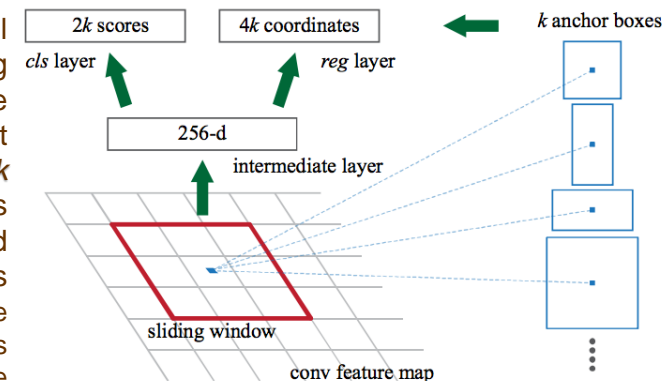 2k scores
4k coordinates
k anchor boxes
cls layer
reg layer
256-d
intermediate layer
sliding window
conv feature map
k